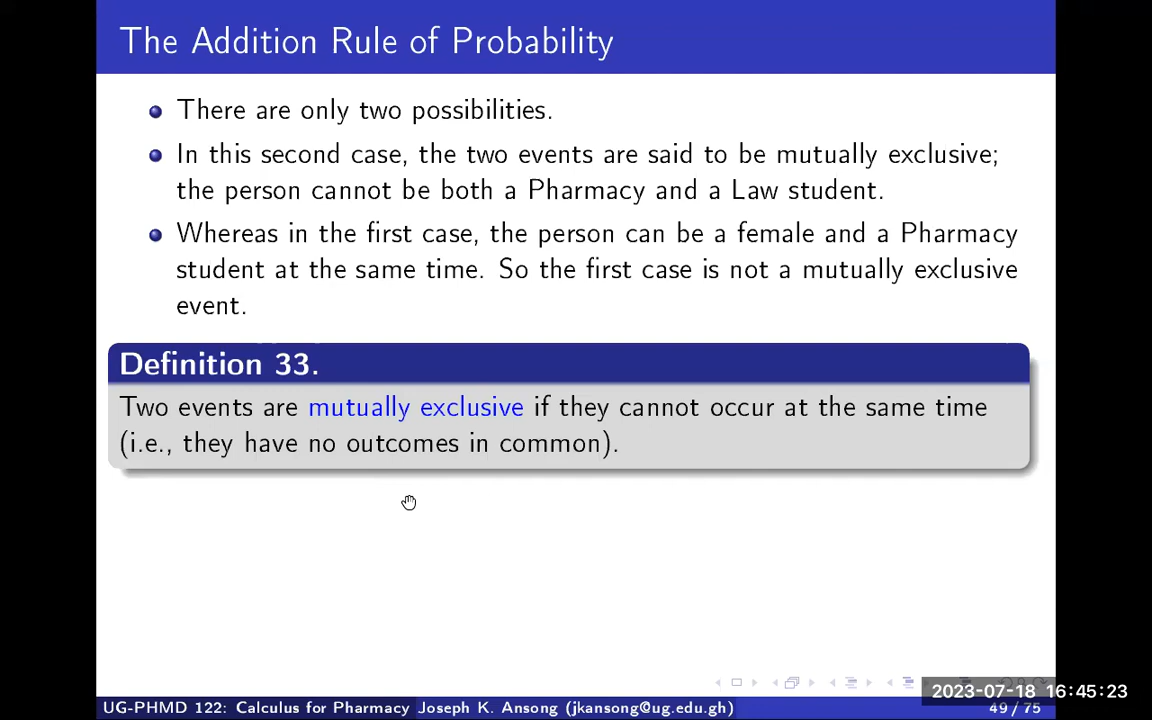 The Addition Rule of Probability
There are only two possibilities.
In this second case, the two events are said to be mutually exclusive;
the person cannot be both a Pharmacy and a Law student.
Whereas in the first case, the person can be a female and a Pharmacy
student at the same time. So the first case is not a mutually exclusive
event.
Definition 33.
Two events are mutually exclusive if they cannot occur at the same time
(i.e., they have no outcomes in common).
2023-07-18 16:45:23
UG-PHMD 122: Calculus for Pharmacy Joseph K. Ansong (jkansong@ug.edu.gh) 49 / 75